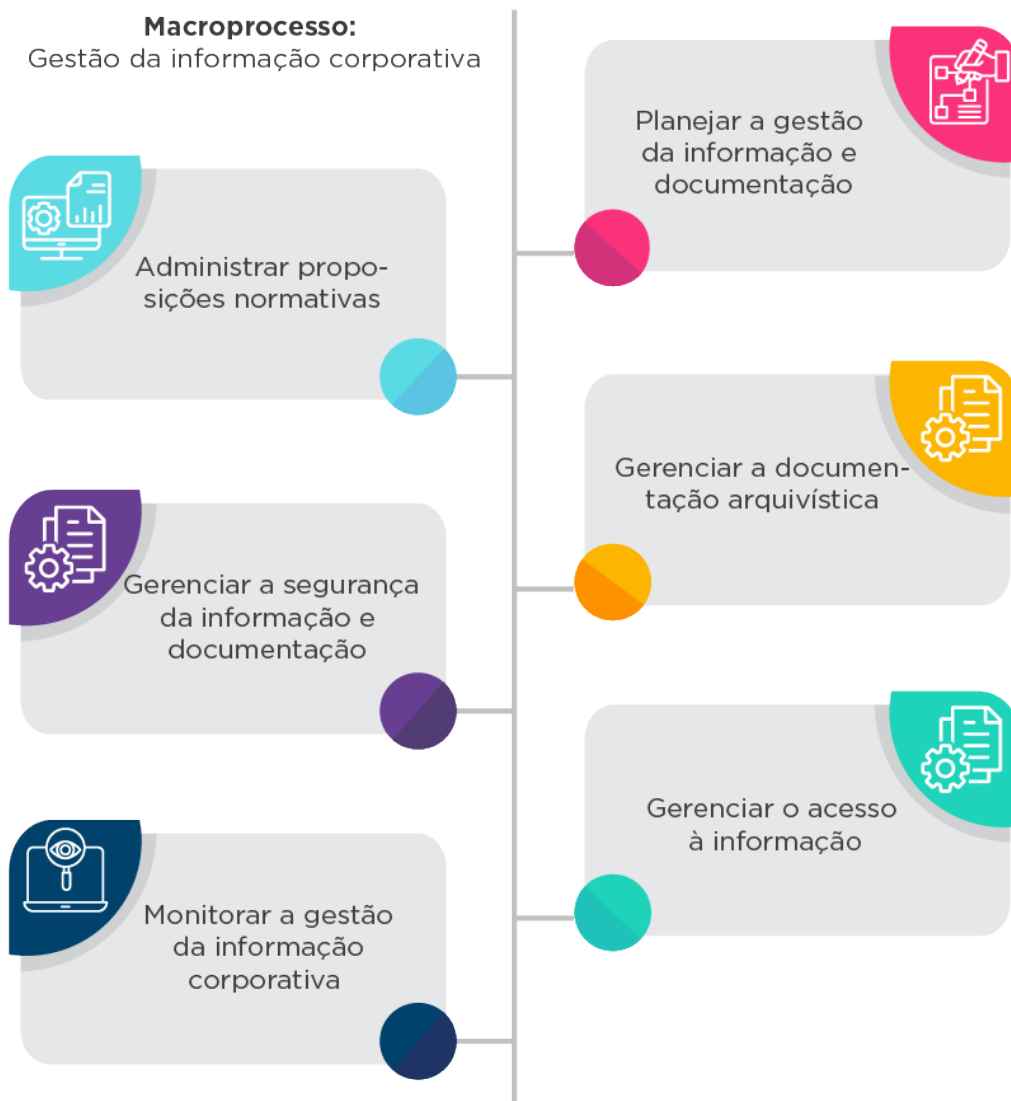 Macroprocesso:
Gestão da informação corporativa
Planejar a gestão
da informação e
documentação
Administrar propo-
sições normativas
Gerenciar a documen-
tação arquivística
Gerenciar a segurança
da informação e
documentação
Gerenciar o acesso
à informação
Monitorar a gestão
da informação
corporativa